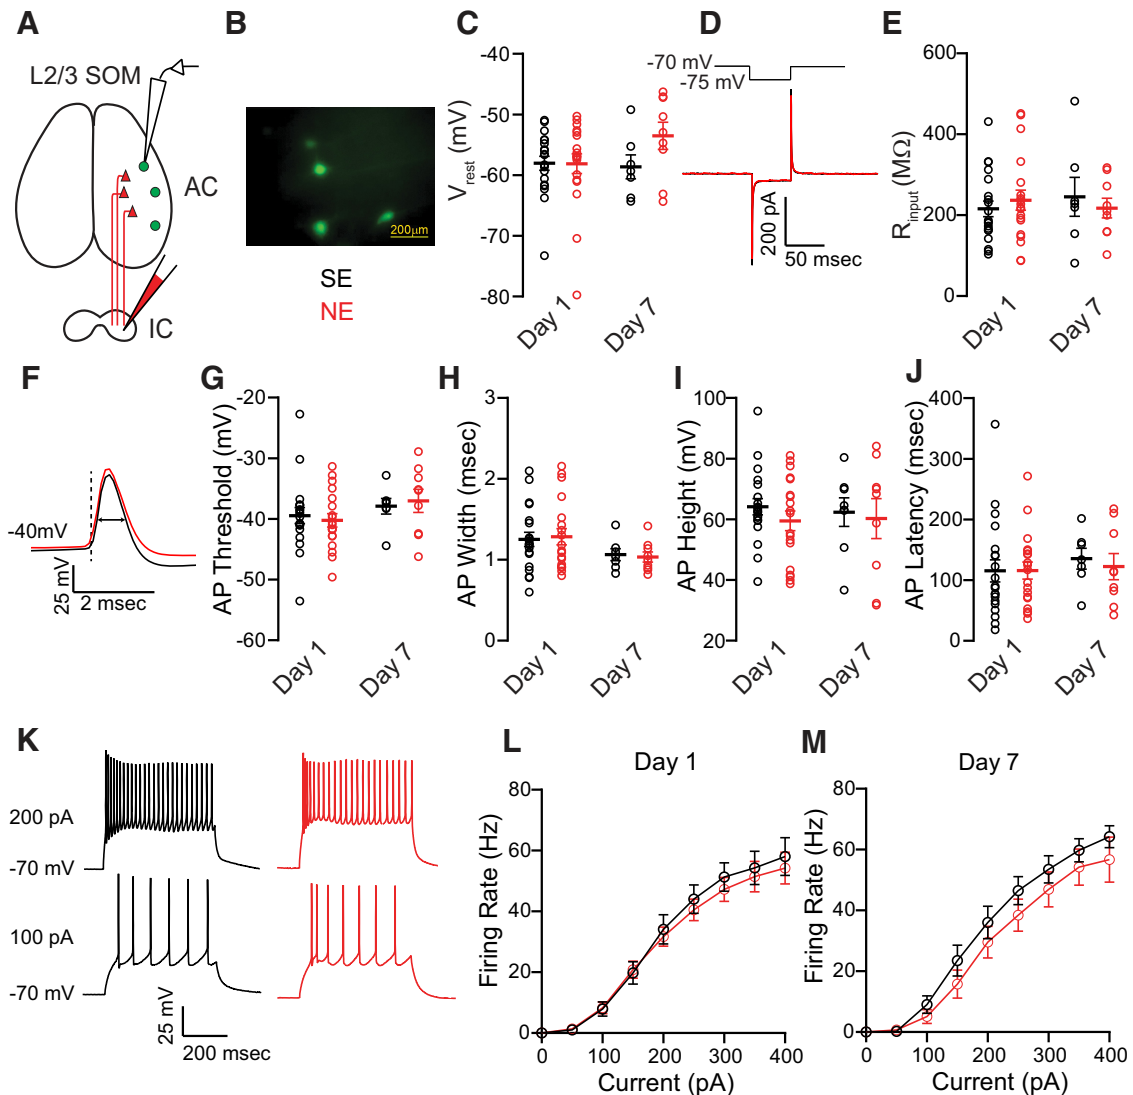 A
L2/3 SOM
AC
IC
B
200µm
SE
NE
C
Vrest (mV)
-40
-50
-60
-70
-80
Day 1
Day 7
D
-70 mV
-75 mV
200 pA
50 msec
E
Rinput (MΩ)
600
400
200
0
Day 1
Day 7
F
-40mV
25 mV
2 msec
G
AP Threshold (mV)
-20
-30
-40
-50
-60
Day 1
Day 7
H
AP Width (msec)
3
2
1
0
Day 1
Day 7
I
AP Height (mV)
100
80
60
40
20
Day 1
Day 7
J
AP Latency (msec)
400
300
200
100
0
Day 1
Day 7
K
200 pA
-70 mV
100 pA
-70 mV
25 mV
200 msec
L
Day 1
Firing Rate (Hz)
80
60
40
20
0
0 100 200 300 400
Current (pA)
M
Day 7
Firing Rate (Hz)
80
60
40
20
0
0 100 200 300 400
Current (pA)